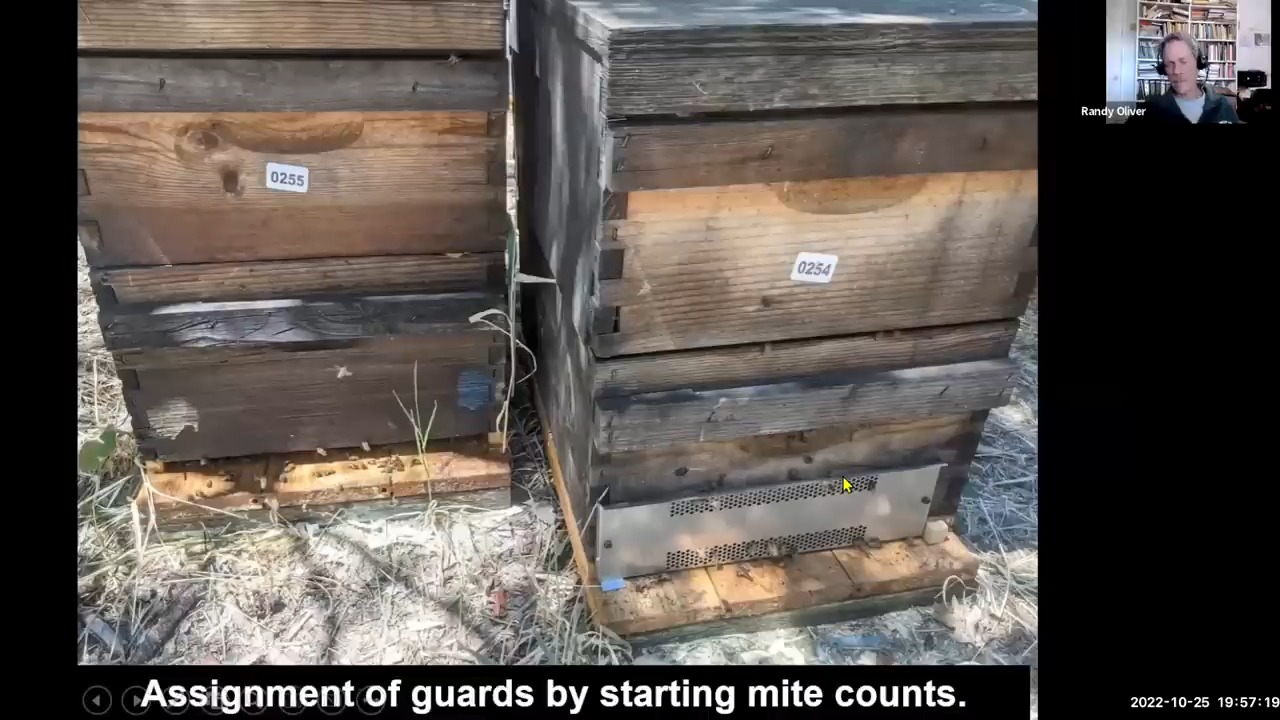 Randy Oliver
0255
0254
Assignment of guards by starting mite counts.
2022-10-25 19:57:19